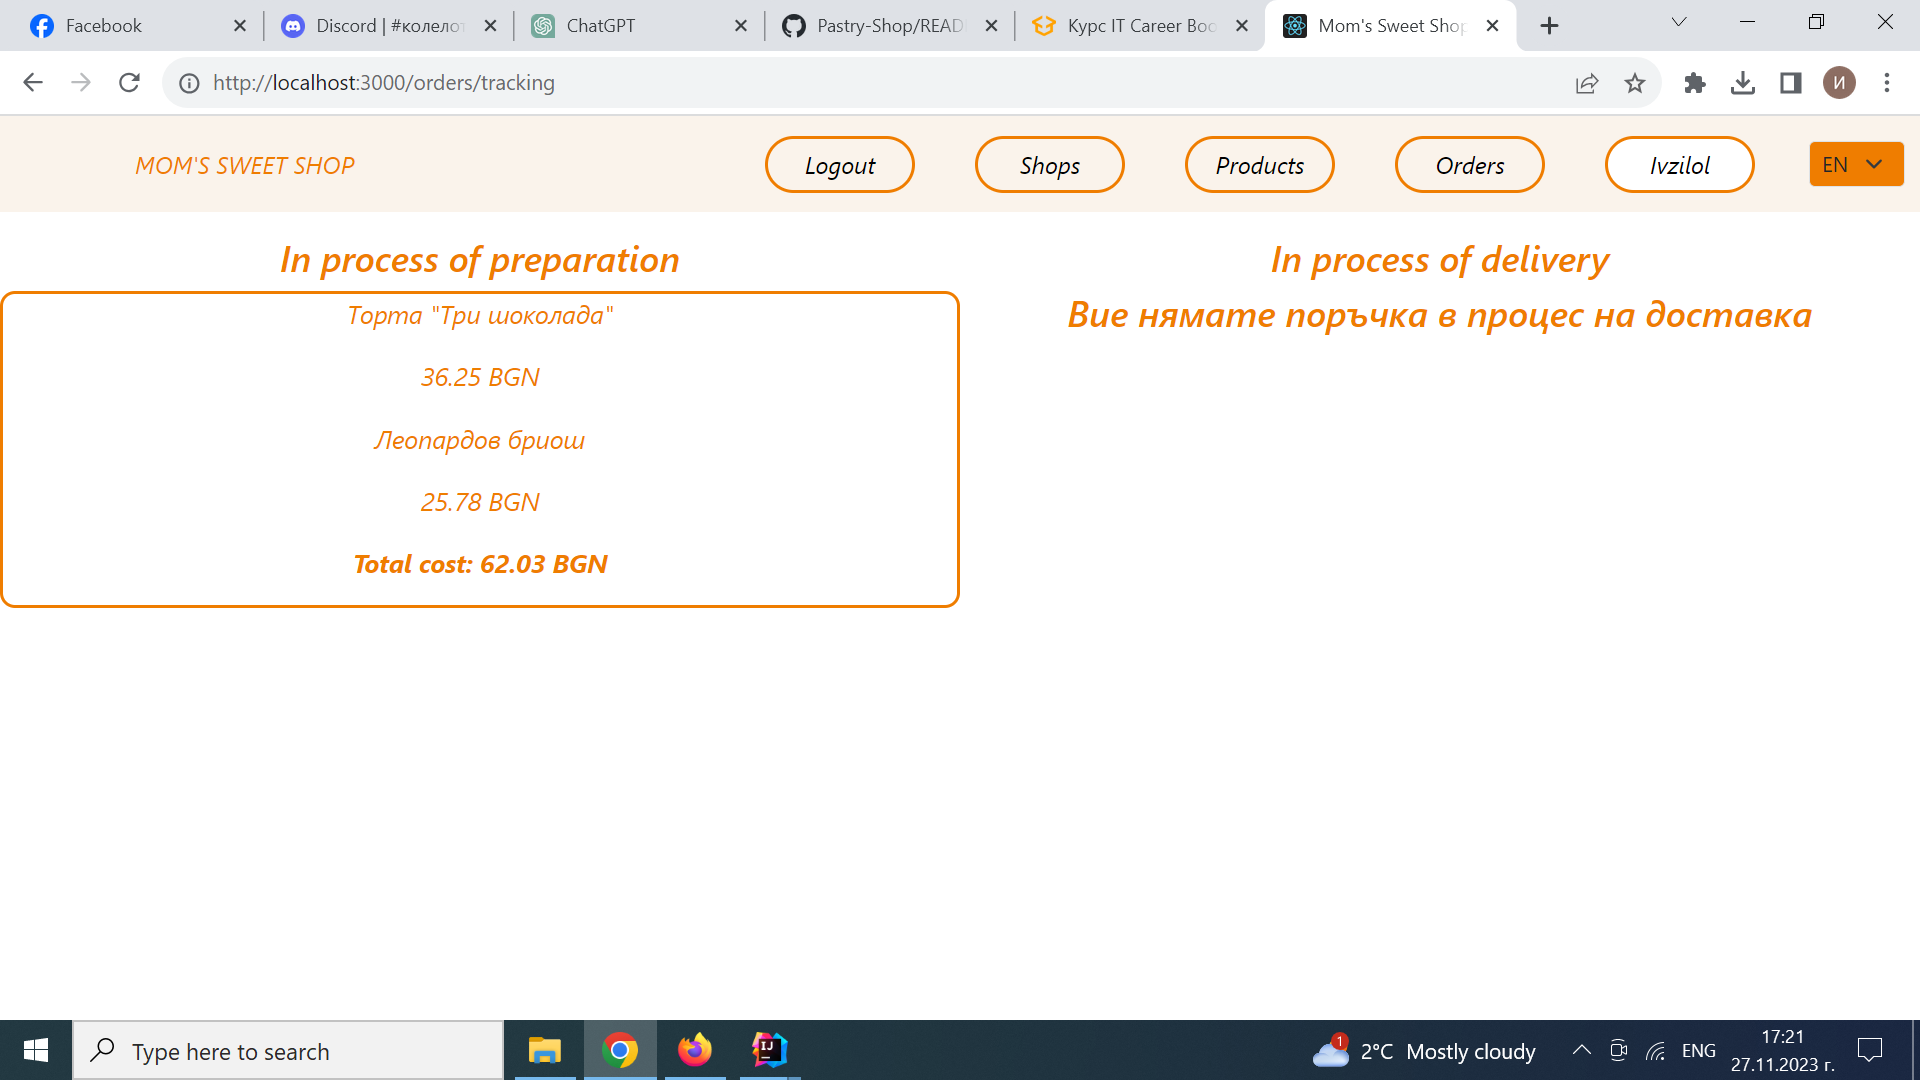 Facebook
Discord | #колело
ChatGPT
Pastry-Shop/READ
Курс IT Career Boo
Mom's Sweet Shop
http://localhost:3000/orders/tracking
И
MOM'S SWEET SHOP
Logout
Shops
Products
Orders
Ivzilol
EN
In process of preparation
In process of delivery
Торта "Три шоколада"
36.25 BGN
Леопардов бриош
25.78 BGN
Total cost: 62.03 BGN
Вие нямате поръчка в процес на доставка
Type here to search
IJ
1
2°C Mostly cloudy
ENG
17:21
27.11.2023 г.